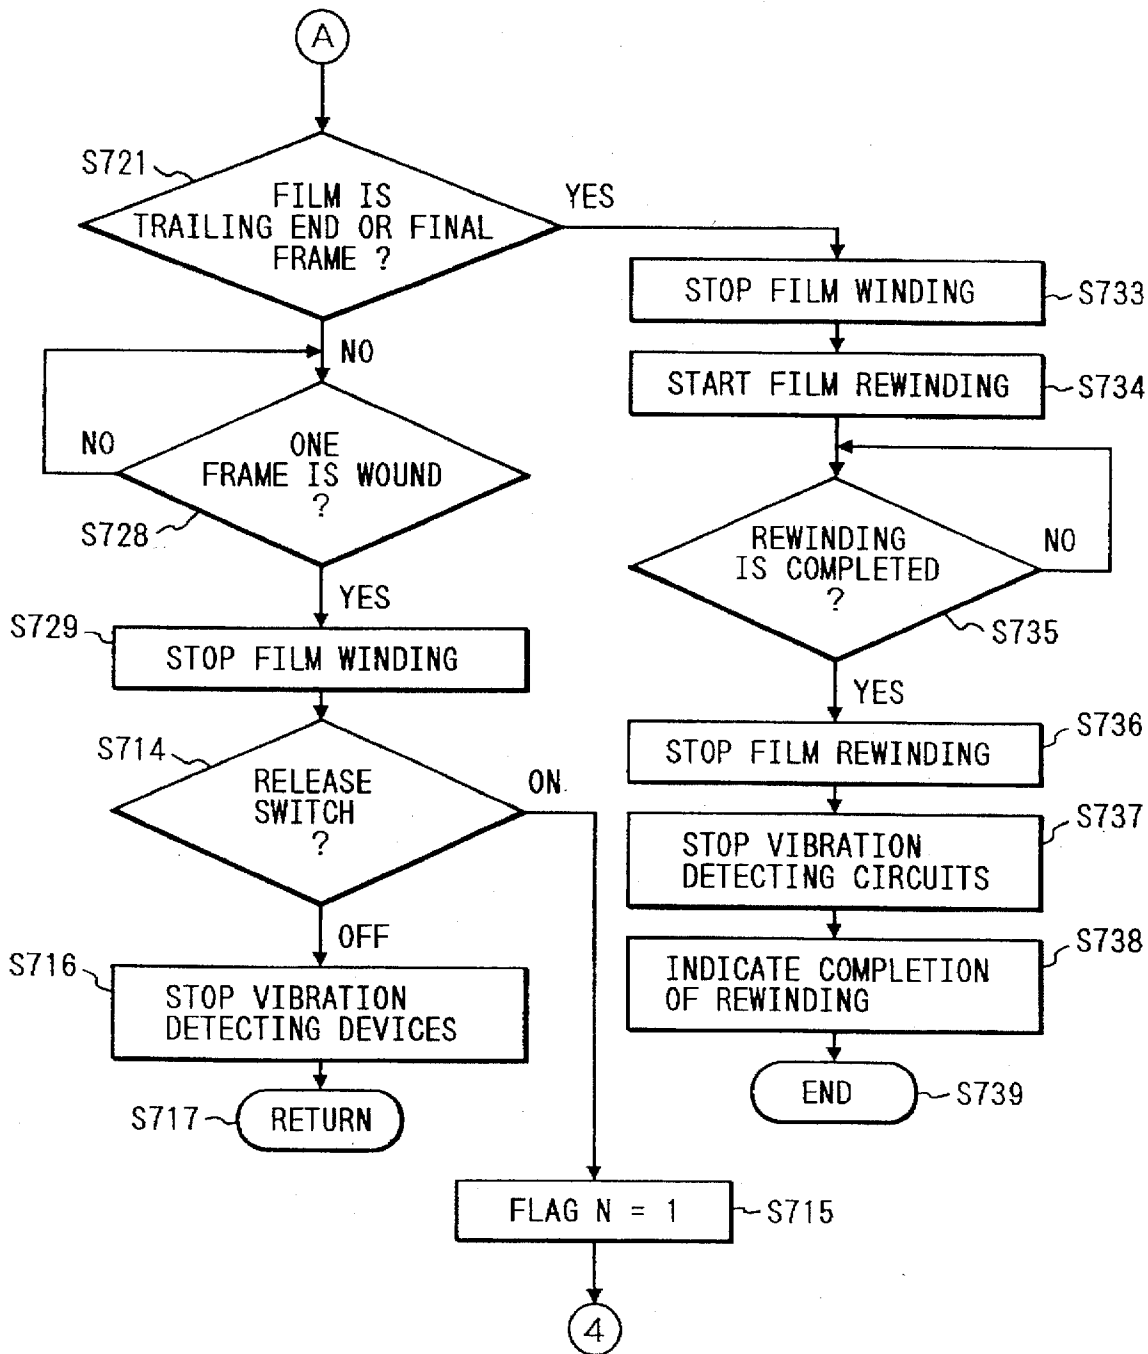 A
S721
FILM IS
TRAILING END OR FINAL
FRAME ?
YES
NO
STOP FILM WINDING
S733
START FILM REWINDING
S734
NO
ONE
FRAME IS WOUND
?
S728
YES
REWINDING
IS COMPLETED
?
NO
S735
YES
S729
STOP FILM WINDING
S714
RELEASE
SWITCH
?
ON
OFF
STOP FILM REWINDING
S736
STOP VIBRATION
DETECTING CIRCUITS
S737
INDICATE COMPLETION
OF REWINDING
S738
END
S739
S716
STOP VIBRATION
DETECTING DEVICES
S717
RETURN
FLAG N = 1
S715
4